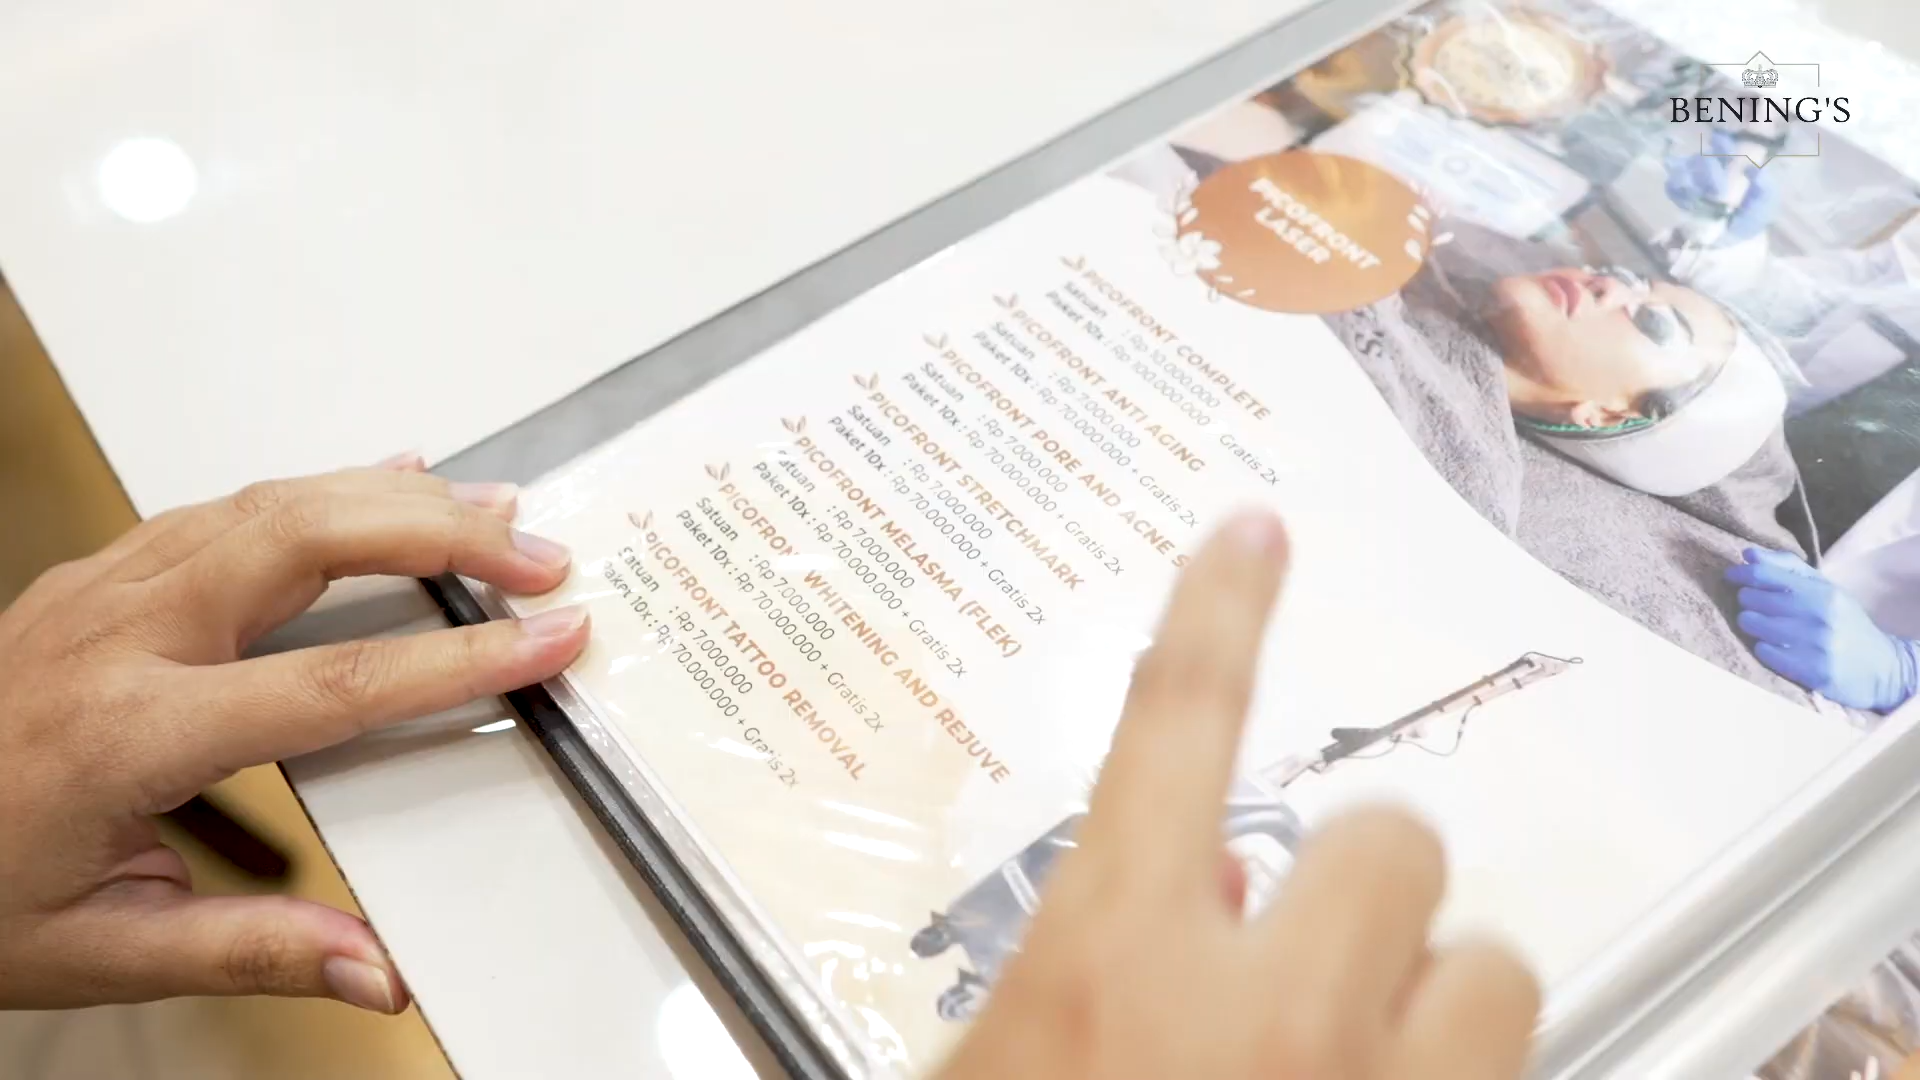 BENING'S
PICOFRONT
LASER
PICOFRONT COMPLETE
Satuan : Rp 10.000.000
Paket 10x : Rp 100.000.000 Gratis 2x
PICOFRONT ANTI AGING
Satuan : Rp 7.000.000
Paket 10x : Rp 70.000.000 + Gratis 2x
PICOFRONT PORE AND ACNE S
Satuan : Rp 7.000.000
Paket 10x : Rp 70.000.000 + Gratis 2x
PICOFRONT STRETCHMARK
Satuan : Rp 7.000.000
Paket 10x : Rp 70.000.000 + Gratis 2x
PICOFRONT MELASMA (FLEK)
Satuan : Rp 7.000.000
Paket 10x : Rp 70.000.000 + Gratis 2x
PICOFRONT WHITENING AND REJUVE
Satuan : Rp 7.000.000
Paket 10x : Rp 70.000.000 + Gratis 2x
PICOFRONT TATTOO REMOVAL
Satuan : Rp 7.000.000
Paket 10x : Rp 70.000.000 + Gratis 2x